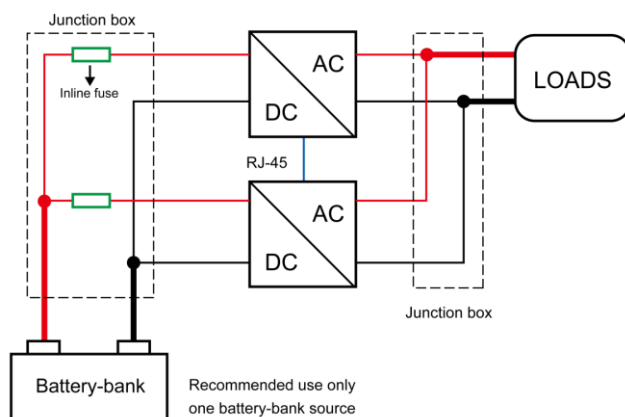 Junction box
Inline fuse
AC
DC
LOADS
RJ-45
AC
DC
Junction box
Battery-bank
Recommended use only
one battery-bank source